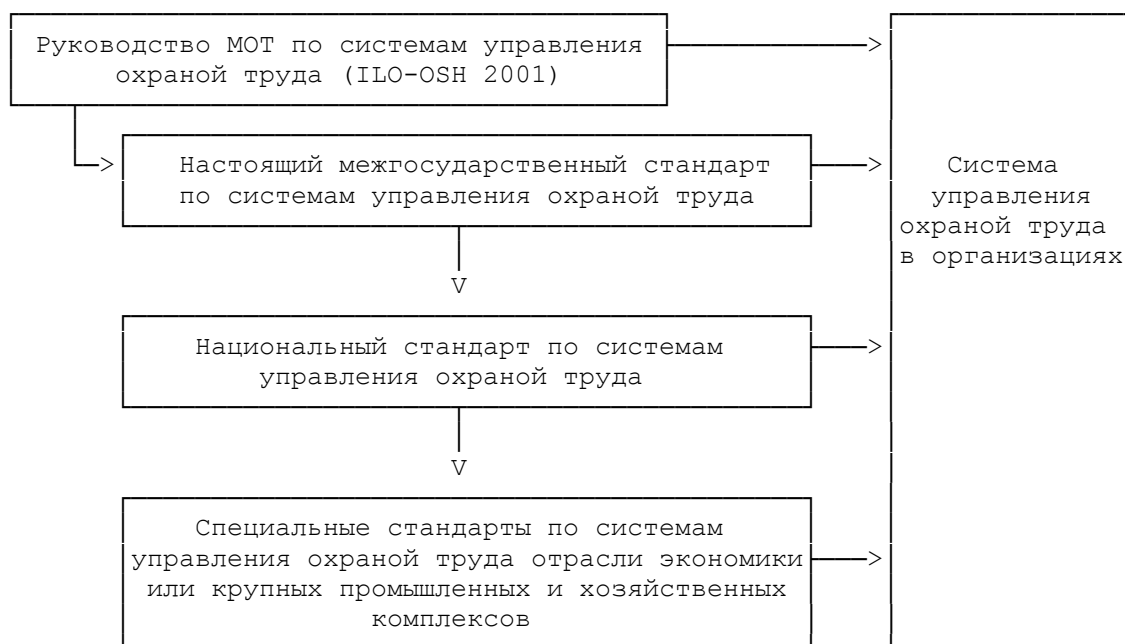 Руководство МОТ по системам управления
охраной труда (ILO-OSH 2001)
Настоящий межгосударственный стандарт
по системам управления охраной труда
Национальный стандарт по системам
управления охраной труда
Специальные стандарты по системам
управления охраной труда отрасли экономики
или крупных промышленных и хозяйственных
комплексов
Система
управления
охраной труда
в организациях